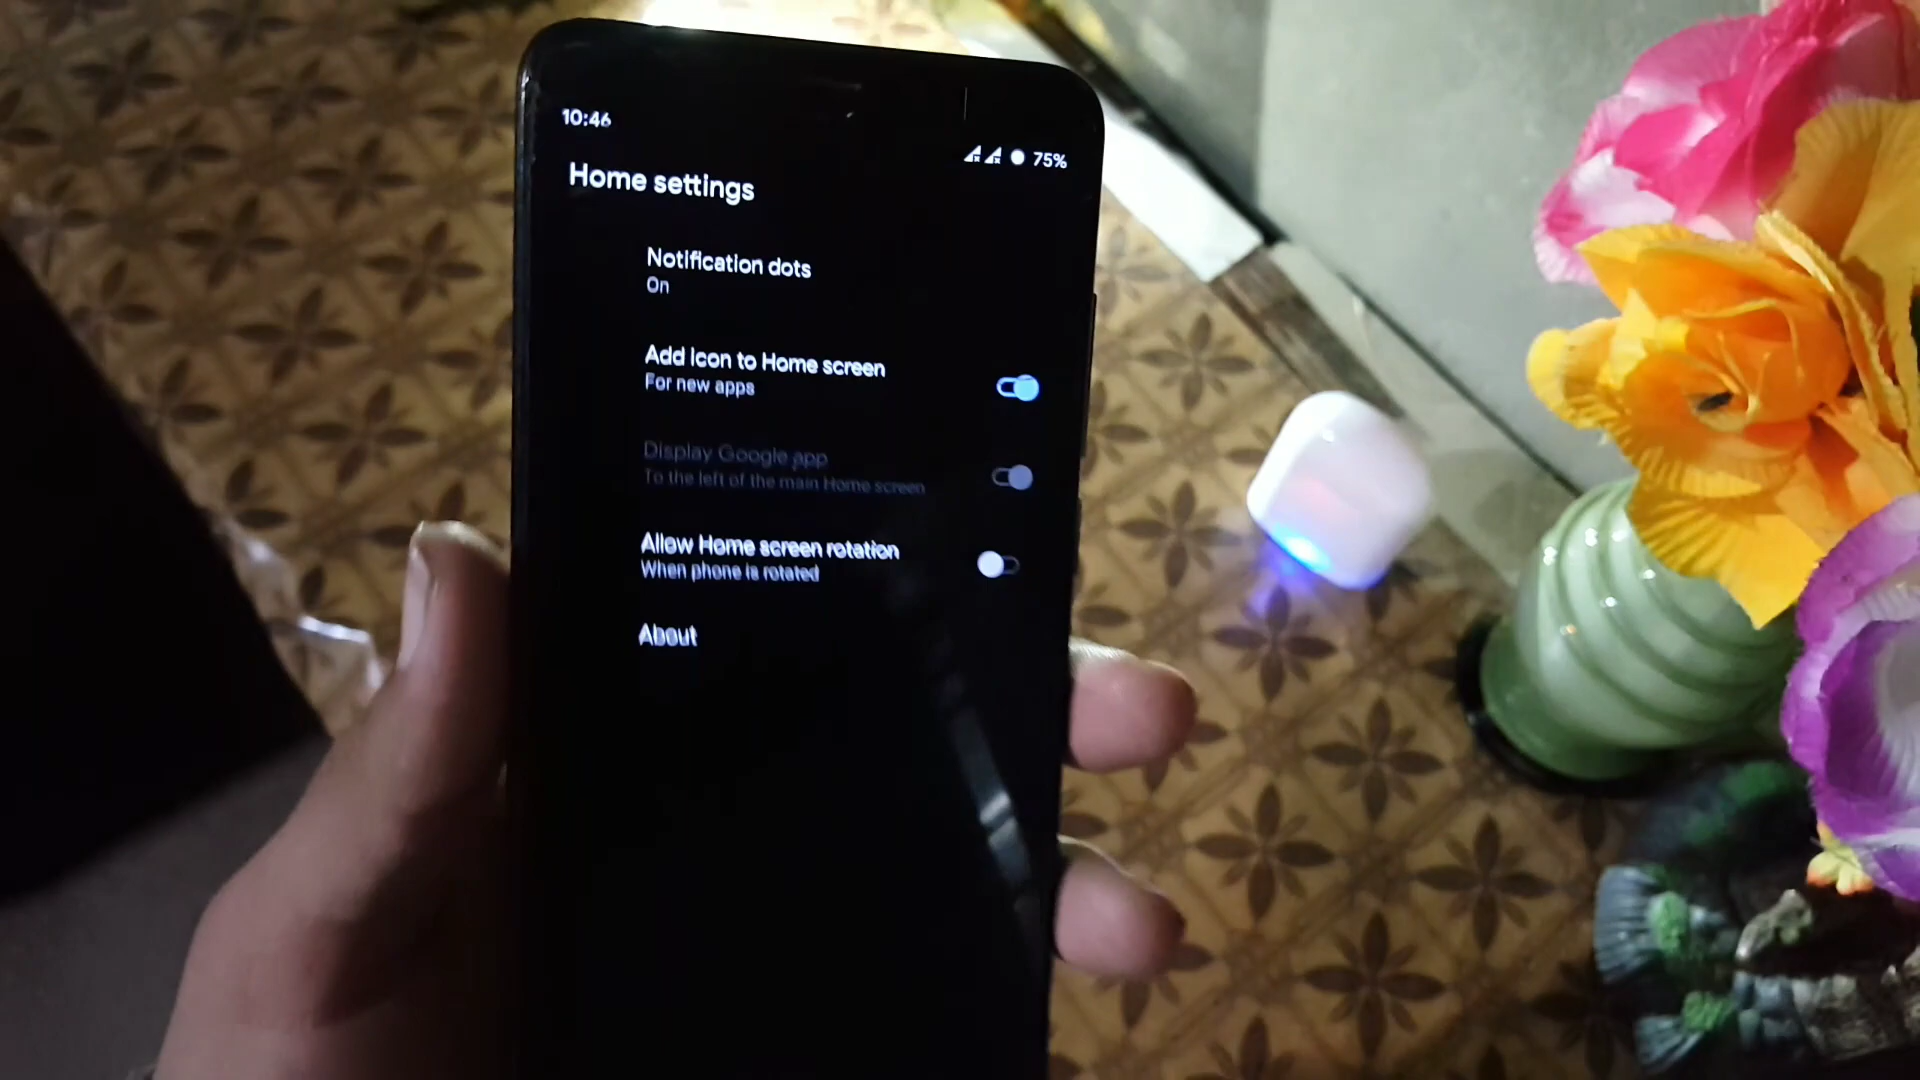 10:46
75%
Home settings
Notification dots
On
Add icon to Home screen
For new apps
Display Google app
To the left of the main Home screen
Allow Home screen rotation
When phone is rotated
About